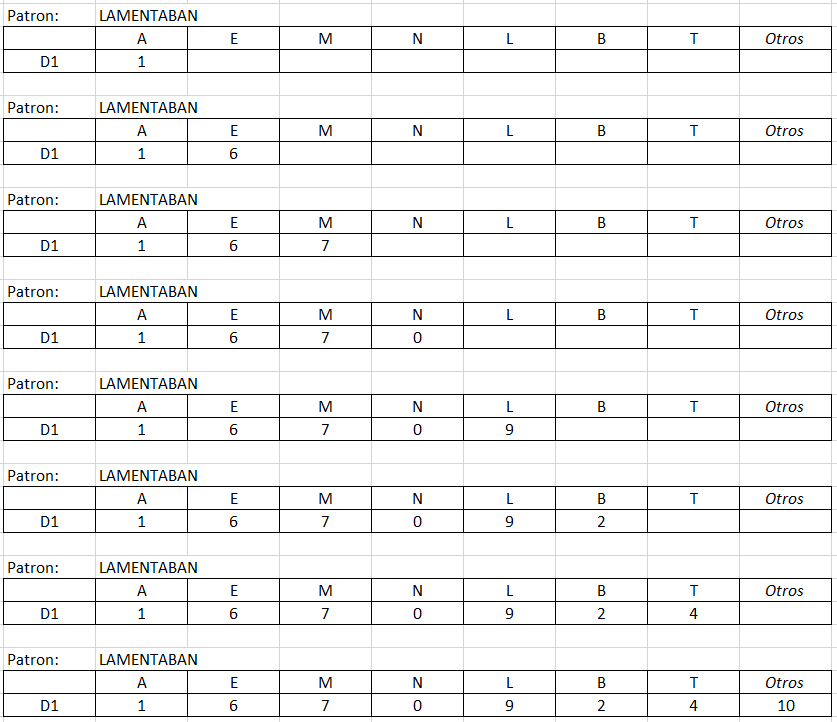 Patron: LAMENTABAN
A E M N L B T Otros
D1 1
Patron: LAMENTABAN
A E M N L B T Otros
D1 1 6
Patron: LAMENTABAN
A E M N L B T Otros
D1 1 6 7
Patron: LAMENTABAN
A E M N L B T Otros
D1 1 6 7 0
Patron: LAMENTABAN
A E M N L B T Otros
D1 1 6 7 0 9
Patron: LAMENTABAN
A E M N L B T Otros
D1 1 6 7 0 9 2
Patron: LAMENTABAN
A E M N L B T Otros
D1 1 6 7 0 9 2 4
Patron: LAMENTABAN
A E M N L B T Otros
D1 1 6 7 0 9 2 4 10